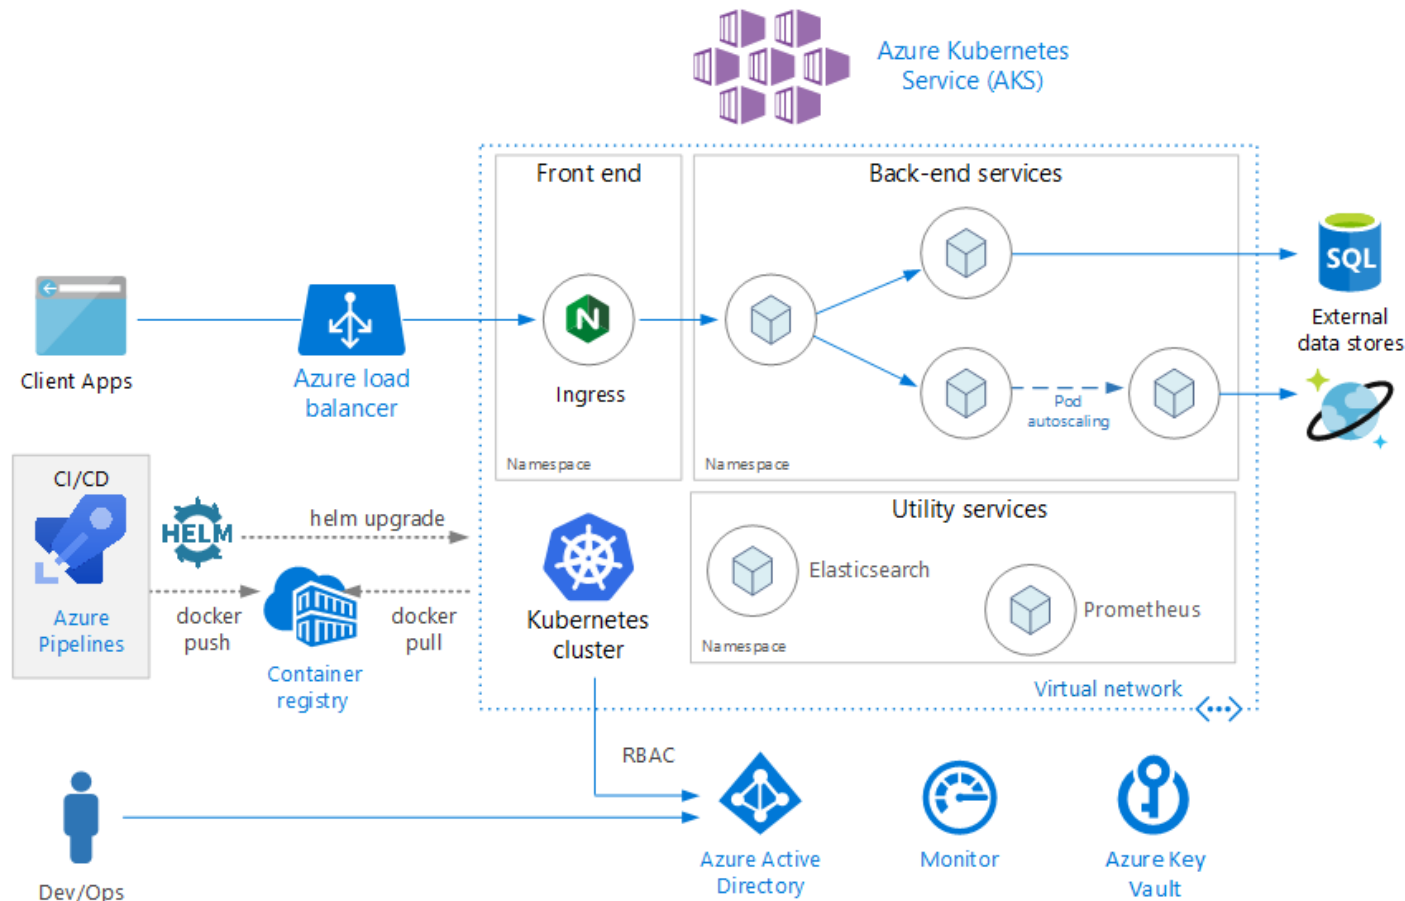 Azure Kubernetes
Service (AKS)
Front end
Back-end services
SQL
External
data stores
Client Apps
Azure load
balancer
N
Ingress
Pod
autoscaling
Namespace
Namespace
CI/CD
HELM
helm upgrade
Azure
Pipelines
docker
push
docker
pull
Container
registry
Kubernetes
cluster
Utility services
Elasticsearch
Prometheus
Namespace
Virtual network
RBAC
Dev/Ops
Azure Active
Directory
Monitor
Azure Key
Vault